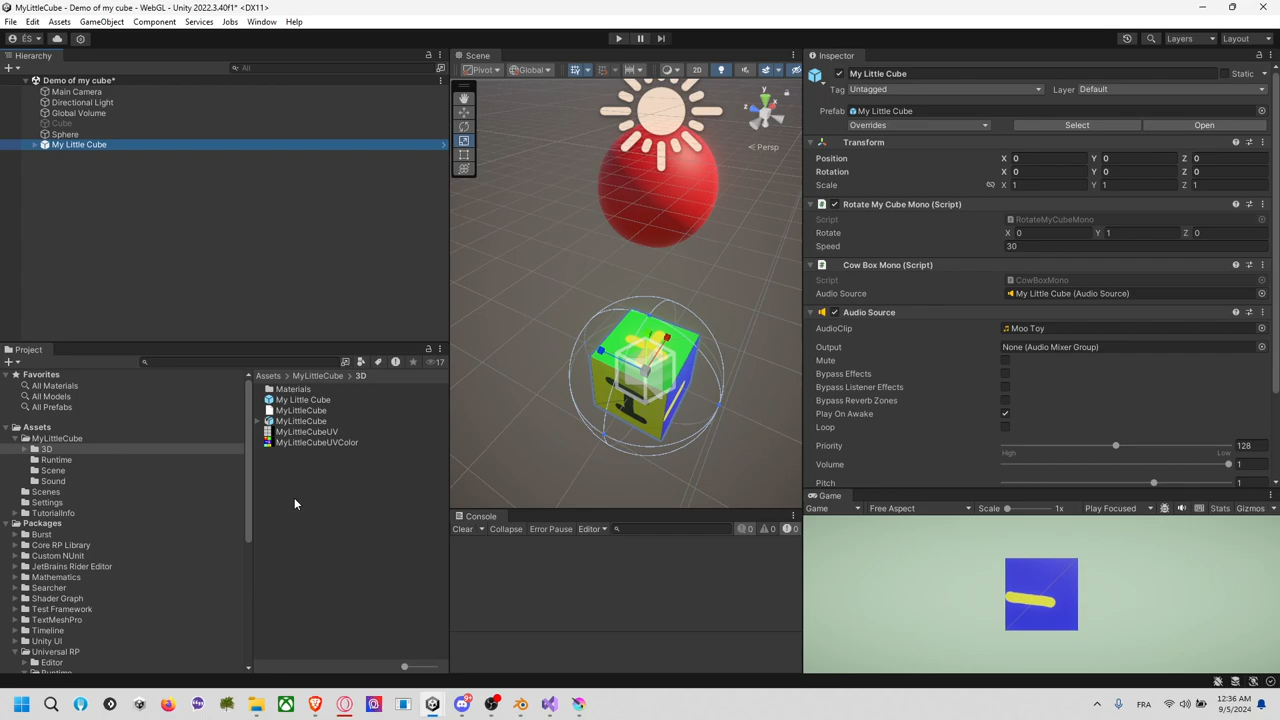 MyLittleCube - Demo of my cube - WebGL - Unity 2022.3.40f1* <DX11>
File Edit Assets GameObject Component Services Jobs Window Help
ÉS
Layers Layout
Hierarchy
All
Demo of my cube*
Main Camera
Directional Light
Global Volume
Cube
Sphere
My Little Cube
Project
17
Favorites
All Materials
All Models
All Prefabs
Assets
MyLittleCube
3D
Runtime
Scene
Sound
Scenes
Settings
TutorialInfo
Packages
Burst
Core RP Library
Custom NUnit
JetBrains Rider Editor
Mathematics
Searcher
Shader Graph
Test Framework
TextMeshPro
Timeline
Unity UI
Universal RP
Editor
Runtime
Assets > MyLittleCube > 3D
Materials
My Little Cube
MyLittleCube
MyLittleCube
MyLittleCubeUV
MyLittleCubeUVColor
Scene
Pivot Global 2D
y
z
Persp
Console
Clear Collapse Error Pause Editor 0 0 0
Inspector
My Little Cube Static
Tag Untagged Layer Default
Prefab My Little Cube
Overrides Select Open
Transform
Position X 0 Y 0 Z 0
Rotation X 0 Y 0 Z 0
Scale X 1 Y 1 Z 1
Rotate My Cube Mono (Script)
Script RotateMyCubeMono
Rotate X 0 Y 1 Z 0
Speed 30
Cow Box Mono (Script)
Script CowBoxMono
Audio Source My Little Cube (Audio Source)
Audio Source
AudioClip Moo Toy
Output None (Audio Mixer Group)
Mute
Bypass Effects
Bypass Listener Effects
Bypass Reverb Zones
Play On Awake
Loop
Priority 128
High Low
Volume 1
Pitch 1
Game
Game Free Aspect Scale 1x Play Focused Stats Gizmos
12:36 AM
9/5/2024